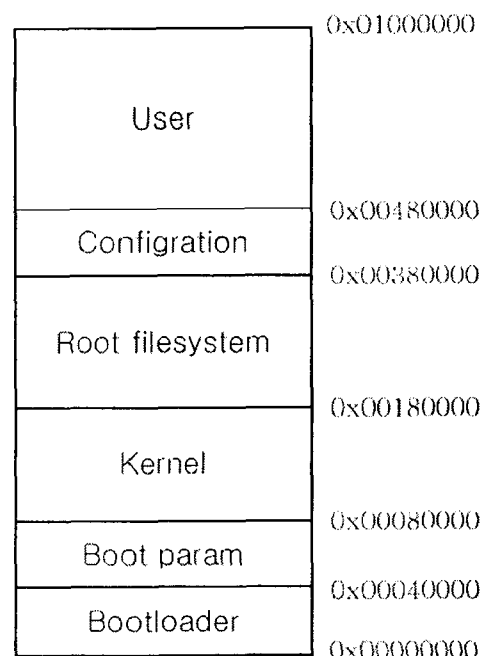 0x01000000
User
0x00480000
Configration
0x00380000
Root filesystem
0x00180000
Kernel
0x00080000
Boot param
0x00040000
Bootloader
0x00000000